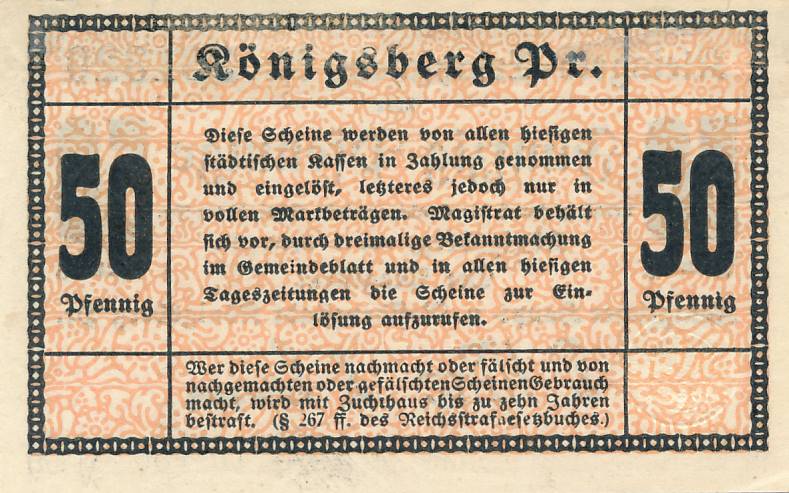 Königsberg Pr.
50
Pfennig
Diese Scheine werden von allen hiesigen
städtischen Kassen in Zahlung genommen
und eingelöst, letzteres jedoch nur in
vollen Markbeträgen. Magistrat behält
sich vor, durch dreimalige Bekanntmachung
im Gemeindeblatt und in allen hiesigen
Tageszeitungen die Scheine zur Ein-
lösung aufzurufen.
50
Pfennig
Wer diese Scheine nachmacht oder fälscht und von
nachgemachten oder gefälschten Scheinen Gebrauch
macht, wird mit Zuchthaus bis zu zehn Jahren
bestraft. (§ 267 ff. des Reichsstrafgesetzbuches.)